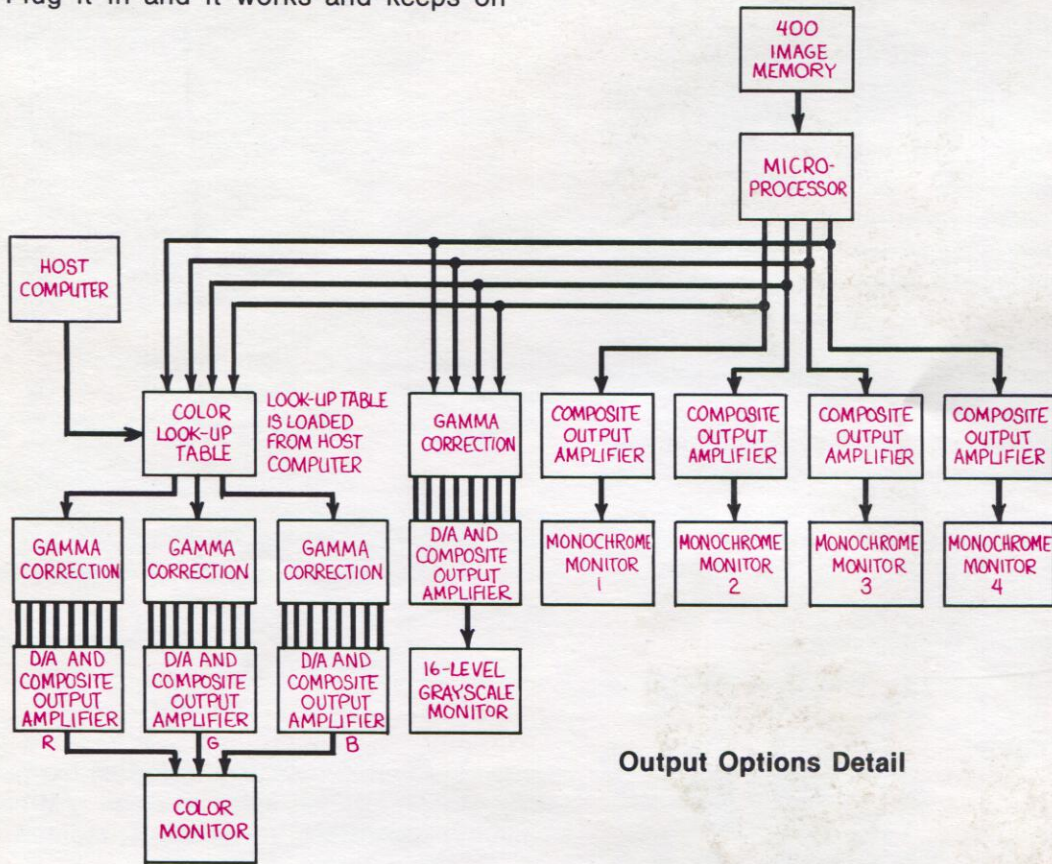 Plug it in and it works and keeps on
400
IMAGE
MEMORY
MICRO-
PROCESSOR
HOST
COMPUTER
COLOR
LOOK-UP
TABLE
LOOK-UP TABLE
IS LOADED
FROM HOST
COMPUTER
GAMMA
CORRECTION
COMPOSITE
OUTPUT
AMPLIFIER
COMPOSITE
OUTPUT
AMPLIFIER
COMPOSITE
OUTPUT
AMPLIFIER
COMPOSITE
OUTPUT
AMPLIFIER
GAMMA
CORRECTION
GAMMA
CORRECTION
GAMMA
CORRECTION
D/A AND
COMPOSITE
OUTPUT
AMPLIFIER
MONOCHROME
MONITOR
1
MONOCHROME
MONITOR
2
MONOCHROME
MONITOR
3
MONOCHROME
MONITOR
4
D/A AND
COMPOSITE
OUTPUT
AMPLIFIER
R
D/A AND
COMPOSITE
OUTPUT
AMPLIFIER
G
D/A AND
COMPOSITE
OUTPUT
AMPLIFIER
B
16-LEVEL
GRAYSCALE
MONITOR
COLOR
MONITOR
Output Options Detail